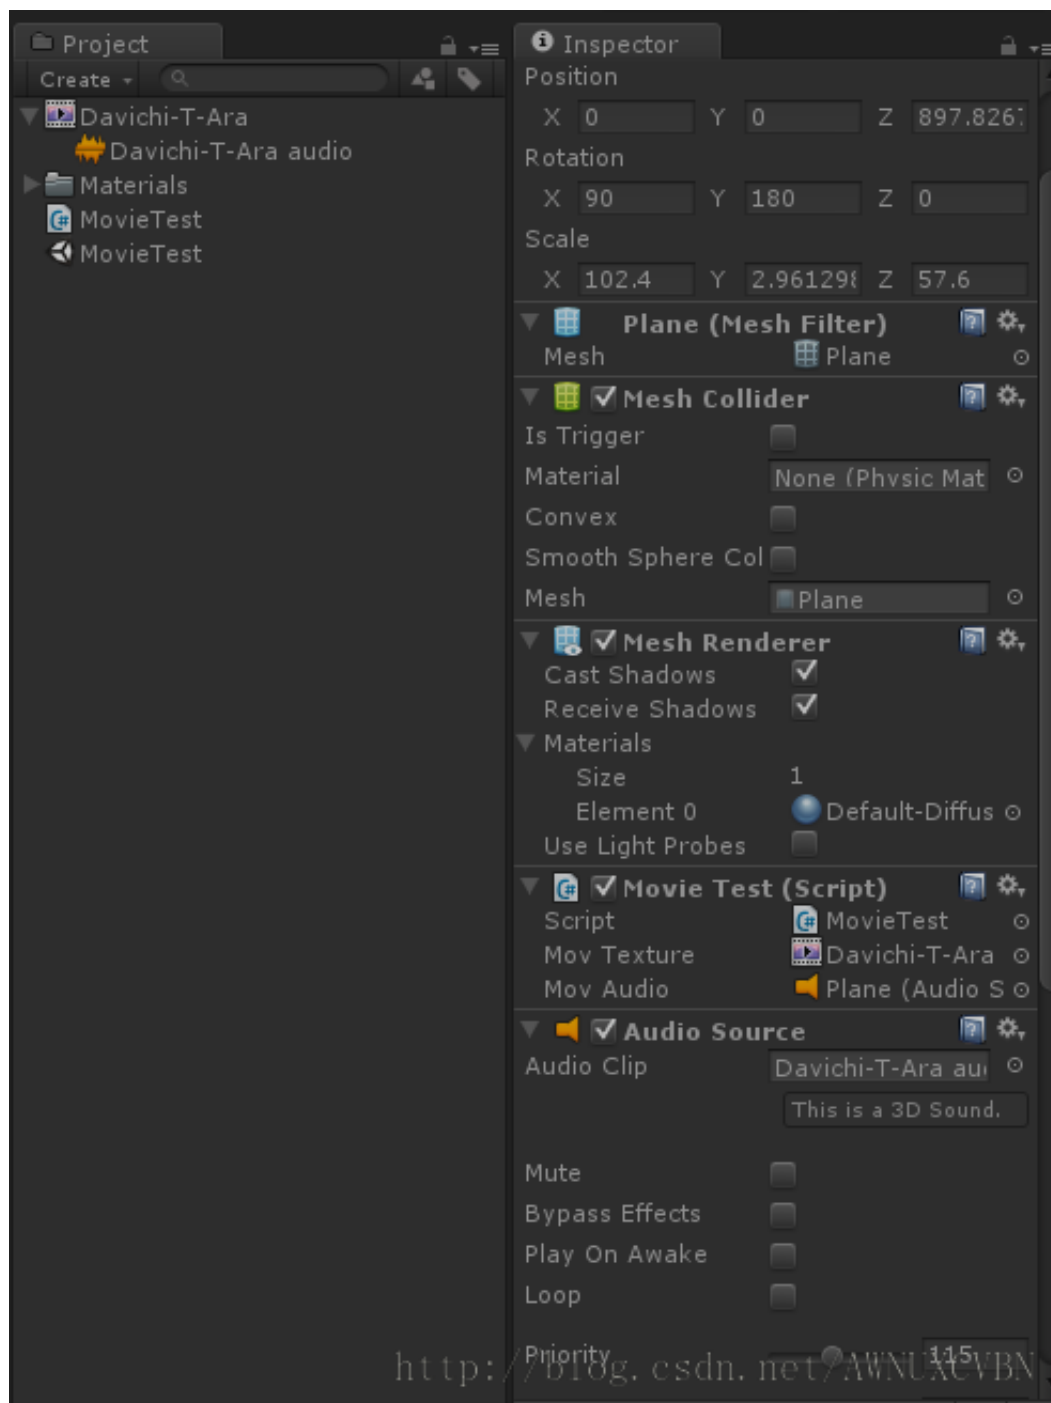 Project
Create
Davichi-T-Ara
Davichi-T-Ara audio
Materials
MovieTest
MovieTest
Inspector
Position
X 0 Y 0 Z 897.8267
Rotation
X 90 Y 180 Z 0
Scale
X 102.4 Y 2.961298 Z 57.6
Plane (Mesh Filter)
Mesh Plane
Mesh Collider
Is Trigger
Material None (Physic Mat
Convex
Smooth Sphere Col
Mesh Plane
Mesh Renderer
Cast Shadows
Receive Shadows
Materials
Size 1
Element 0 Default-Diffus
Use Light Probes
Movie Test (Script)
Script MovieTest
Mov Texture Davichi-T-Ara
Mov Audio Plane (Audio S
Audio Source
Audio Clip Davichi-T-Ara au
This is a 3D Sound.
Mute
Bypass Effects
Play On Awake
Loop
Priority 115
http://blog.csdn.net/AWNUXCVBN